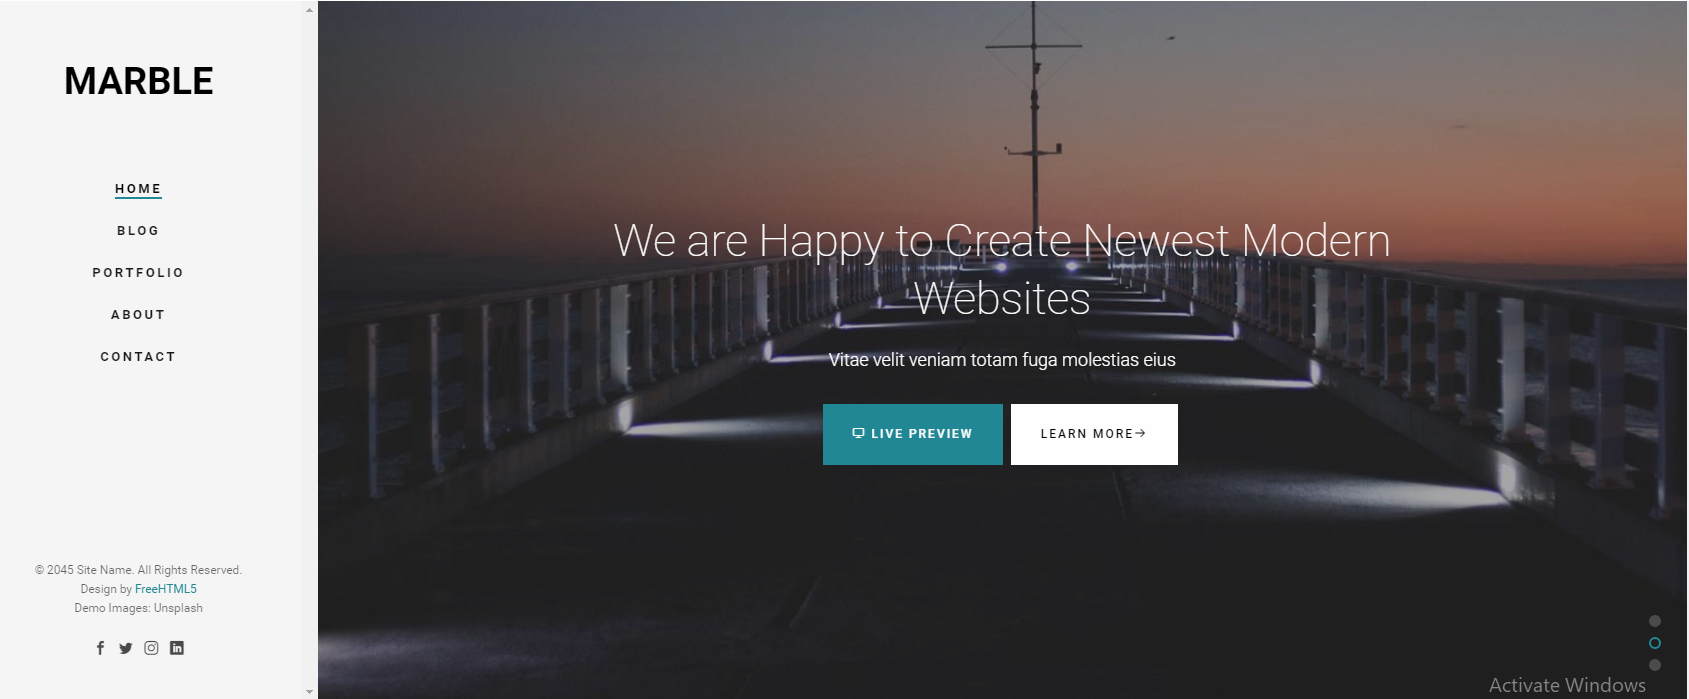 MARBLE
HOME
BLOG
PORTFOLIO
ABOUT
CONTACT
© 2045 Site Name. All Rights Reserved.
Design by FreeHTML5
Demo Images: Unsplash
We are Happy to Create Newest Modern
Websites
Vitae velit veniam totam fuga molestias eius
LIVE PREVIEW
LEARN MORE→
Activate Windows